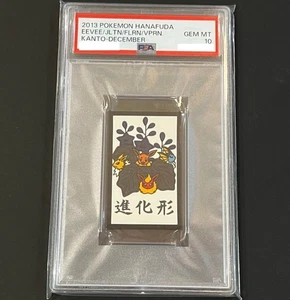 2013 POKEMON HANAFUDA
EEVEE/JLTN/FLRN/VPRN
GEM MT
KANTO-DECEMBER
10
PSA
進化形